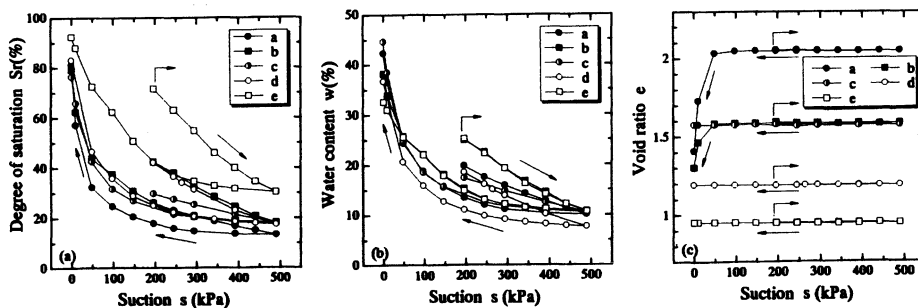 Degree of saturation Sr(%)
100
80
60
40
20
0
a
b
c
d
e
(a)
0 100 200 300 400 500
Suction s (kPa)
Water content w(%)
50
40
30
20
10
0
a
b
c
d
e
(b)
0 100 200 300 400 500
Suction s (kPa)
Void ratio e
2
1.5
1
a
b
c
d
e
(c)
0 100 200 300 400 500
Suction s (kPa)